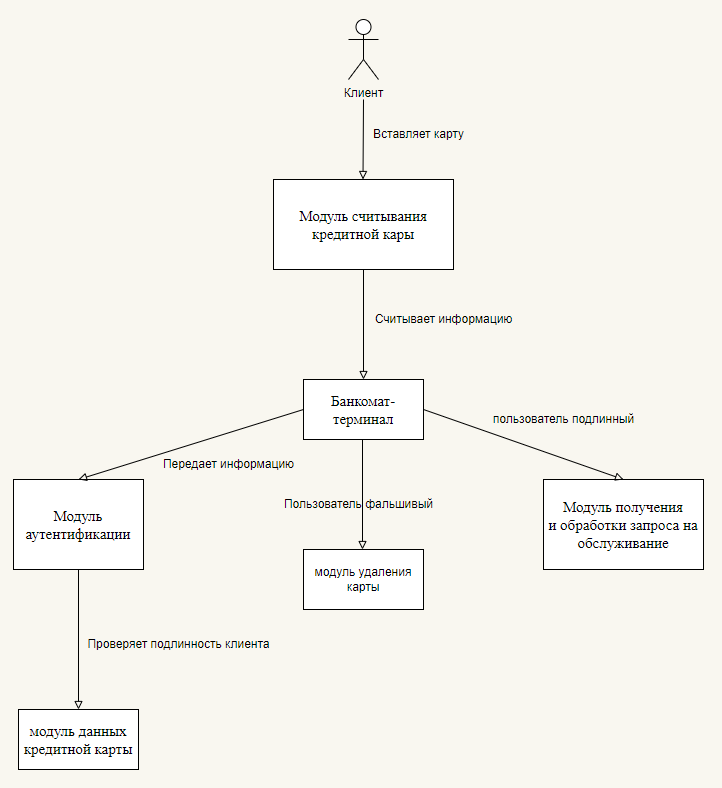 Клиент
Вставляет карту
Модуль считывания
кредитной кары
Считывает информацию
Банкомат-
терминал
пользователь подлинный
Передает информацию
Пользователь фальшивый
Модуль
аутентификации
Модуль получения
и обработки запроса на
обслуживание
модуль удаления
карты
Проверяет подлинность клиента
модуль данных
кредитной карты